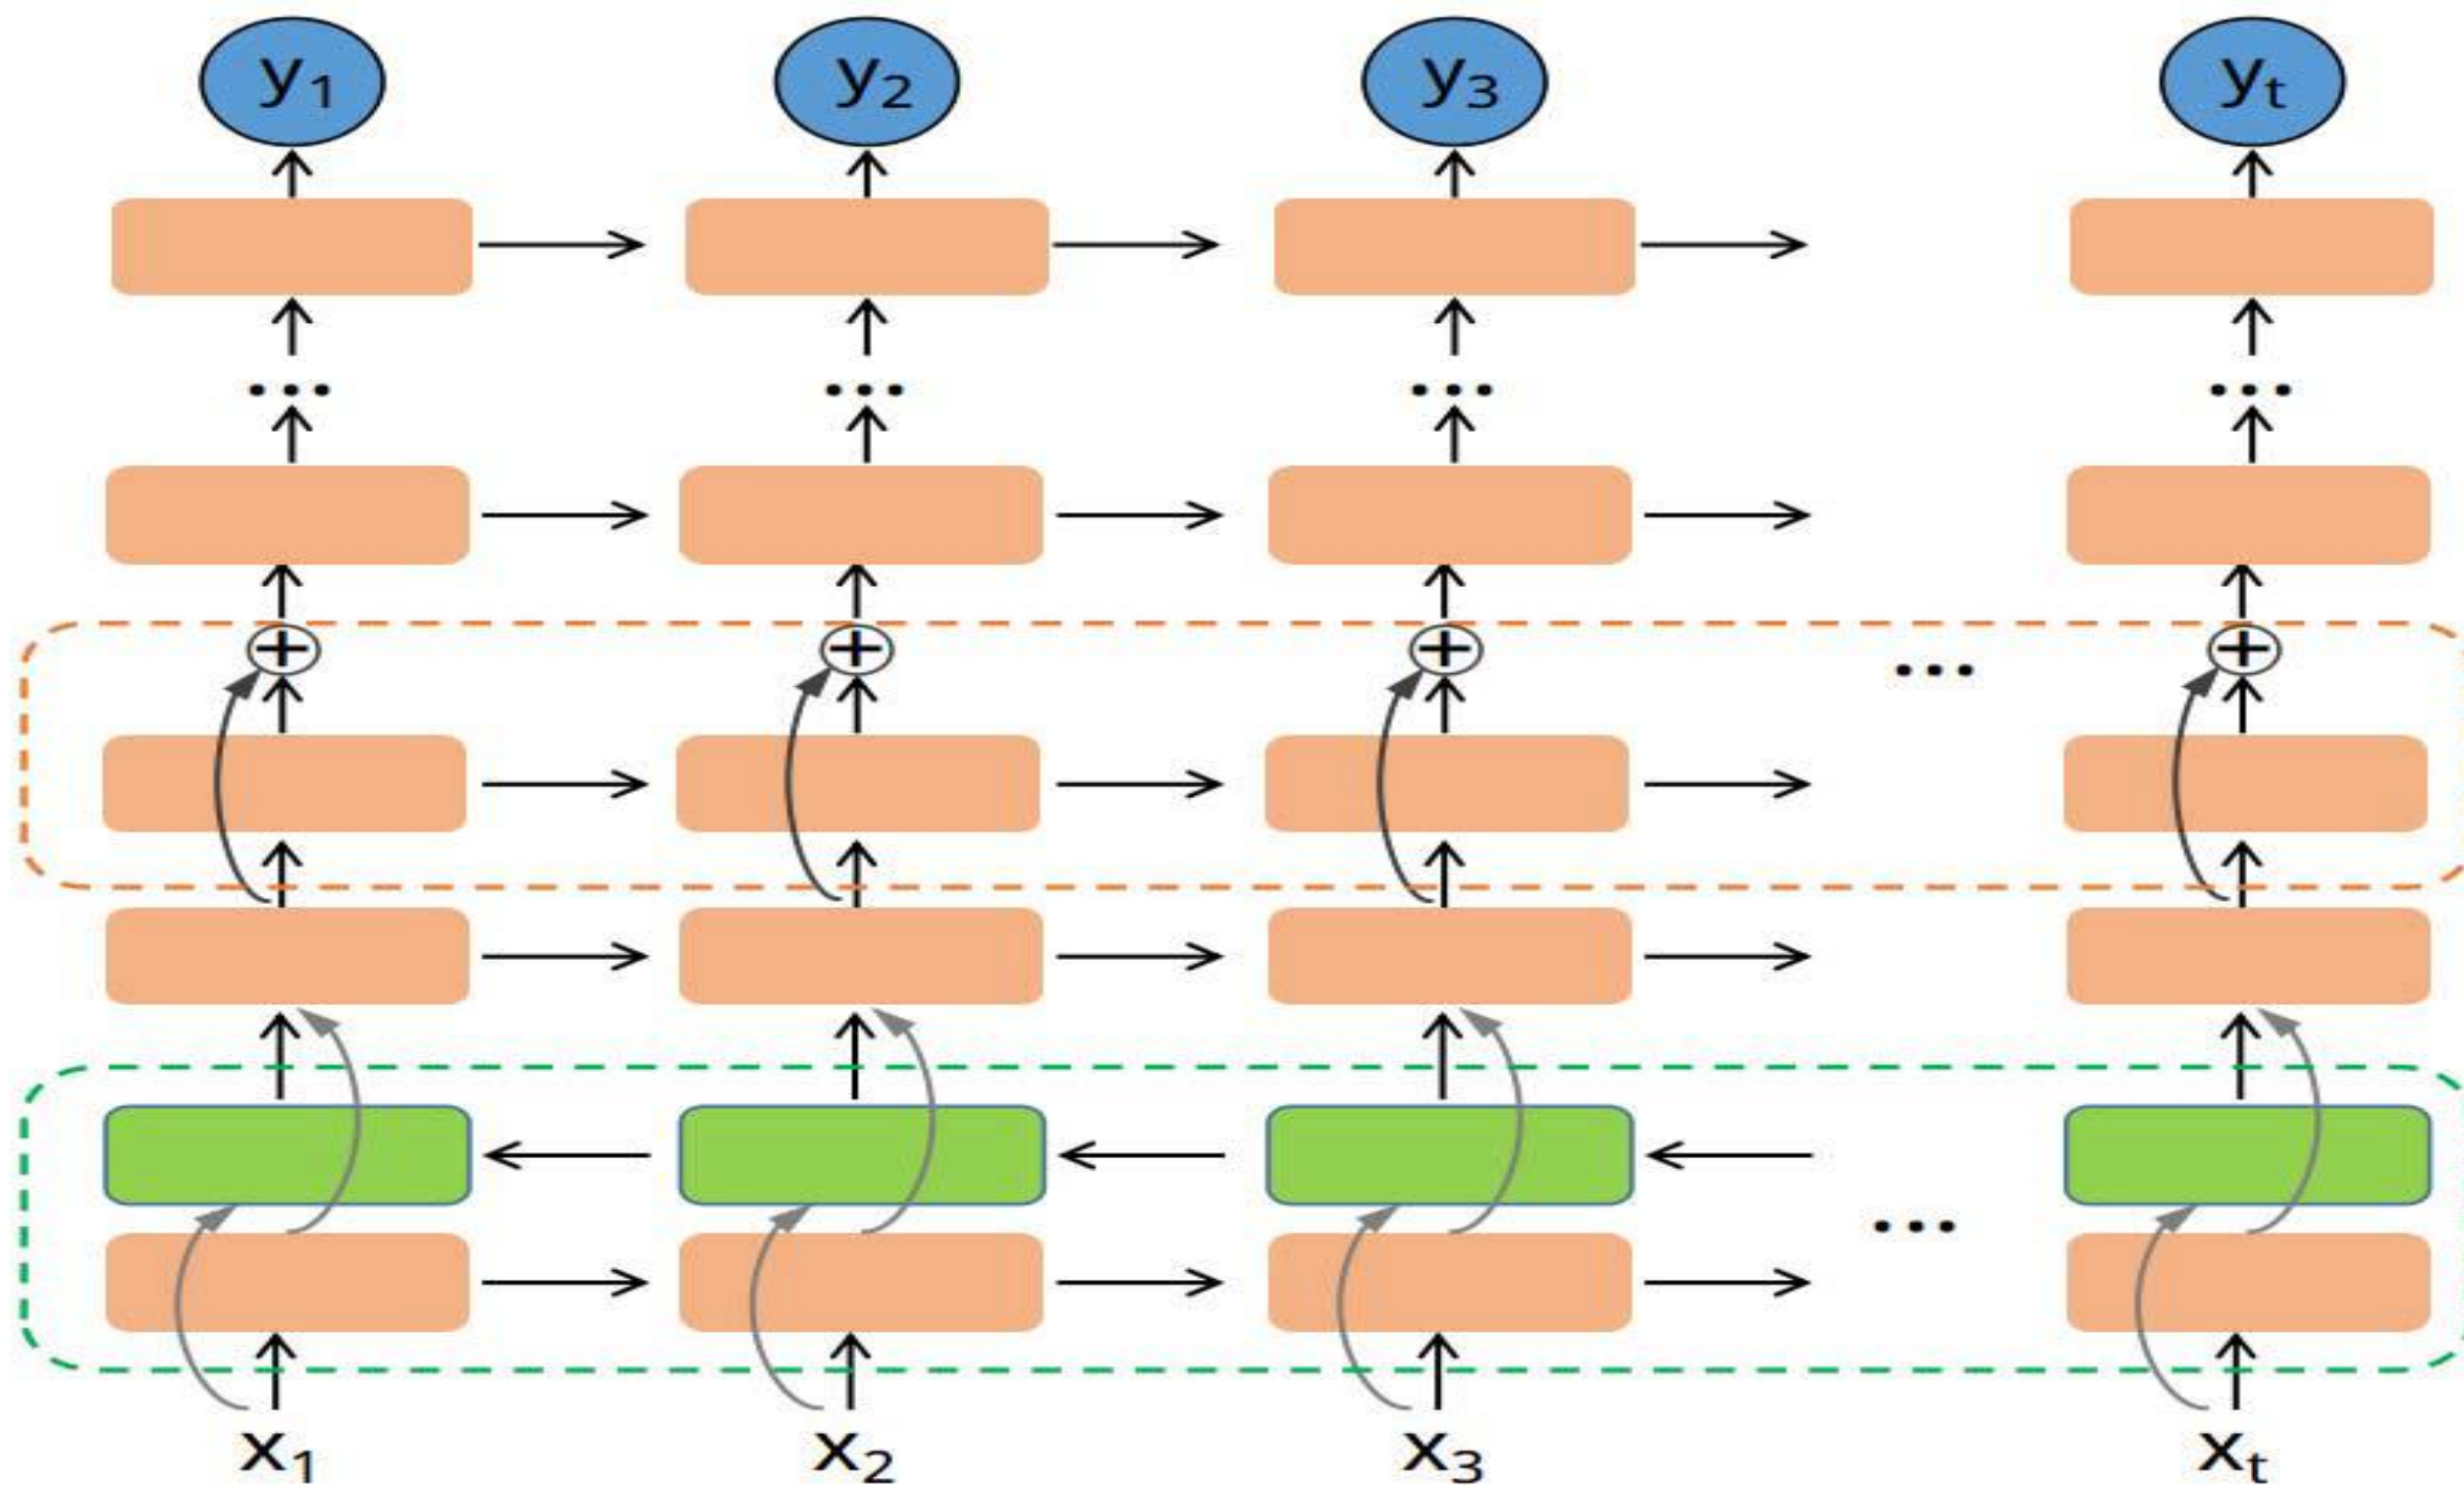 y₁ y₂ y₃ yₜ
... ... ... ...
...
...
x₁ x₂ x₃ xₜ